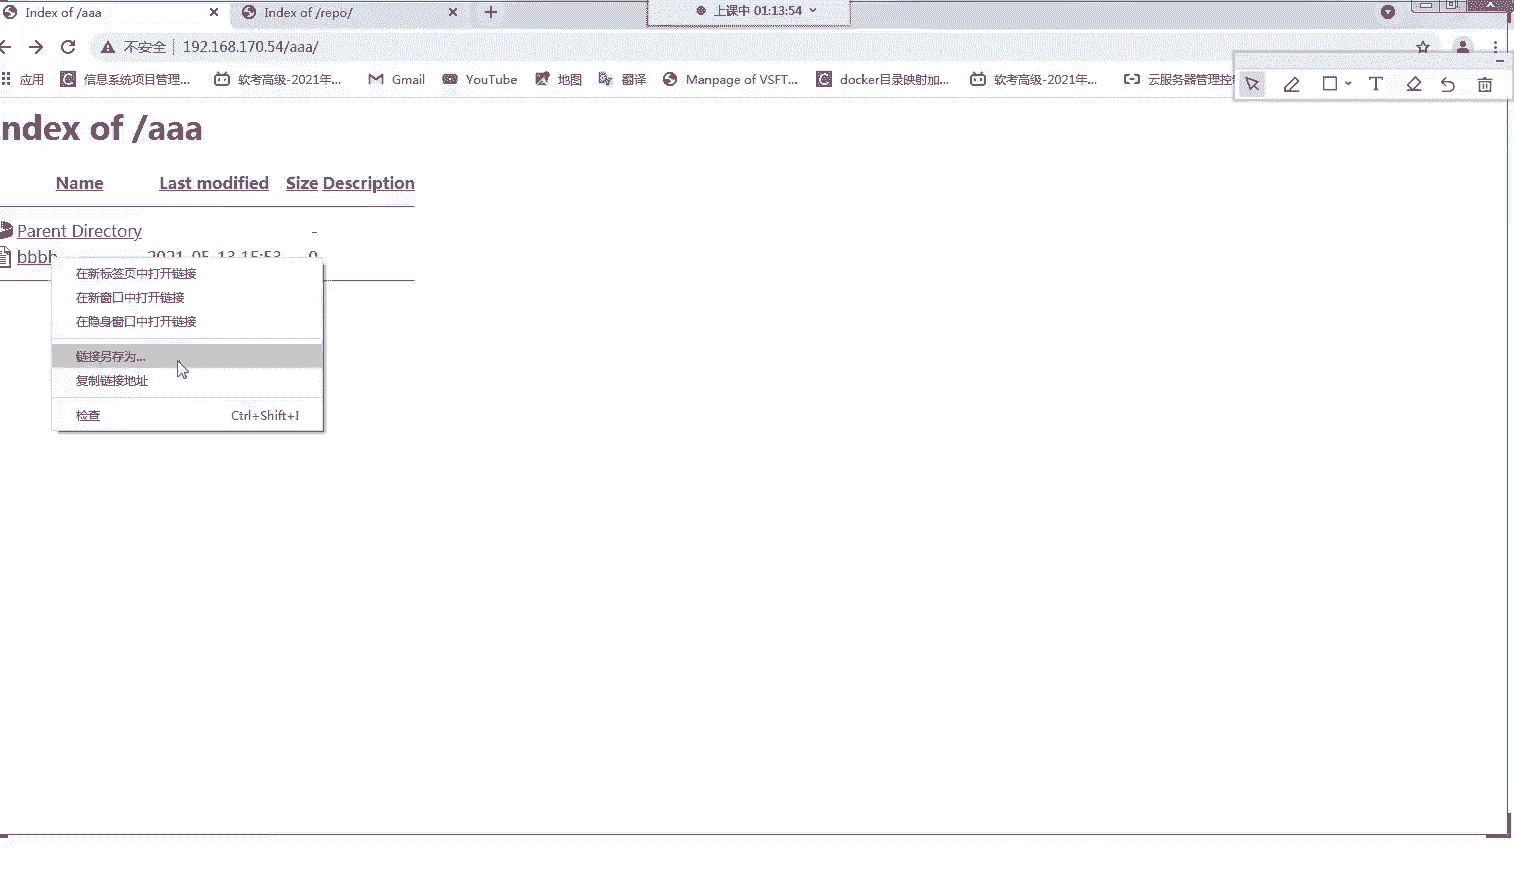 Index of /aaa
Index of /repo/
上课中 01:13:54
不安全 | 192.168.170.54/aaa/
应用 信息系统项目管理... 软考高级-2021年... Gmail YouTube 地图 翻译 Manpage of VSFT... docker目录映射加... 软考高级-2021年... 云服务器管理控制
ndex of /aaa
Name Last modified Size Description
Parent Directory -
bbbb 2021-05-13 15:53 0
在新标签页中打开链接
在新窗口中打开链接
在隐身窗口中打开链接
链接另存为...
复制链接地址
检查 Ctrl+Shift+I